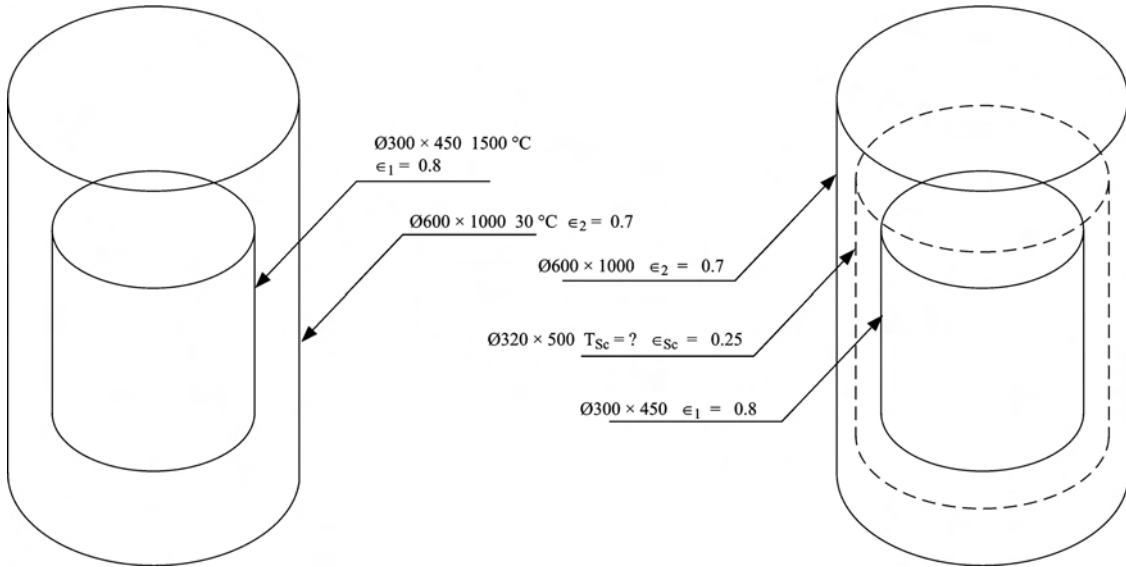 Ø300 × 450 1500 °C
∈1 = 0.8
Ø600 × 1000 30 °C ∈2 = 0.7
Ø600 × 1000 ∈2 = 0.7
Ø320 × 500 TSc = ? ∈Sc = 0.25
Ø300 × 450 ∈1 = 0.8